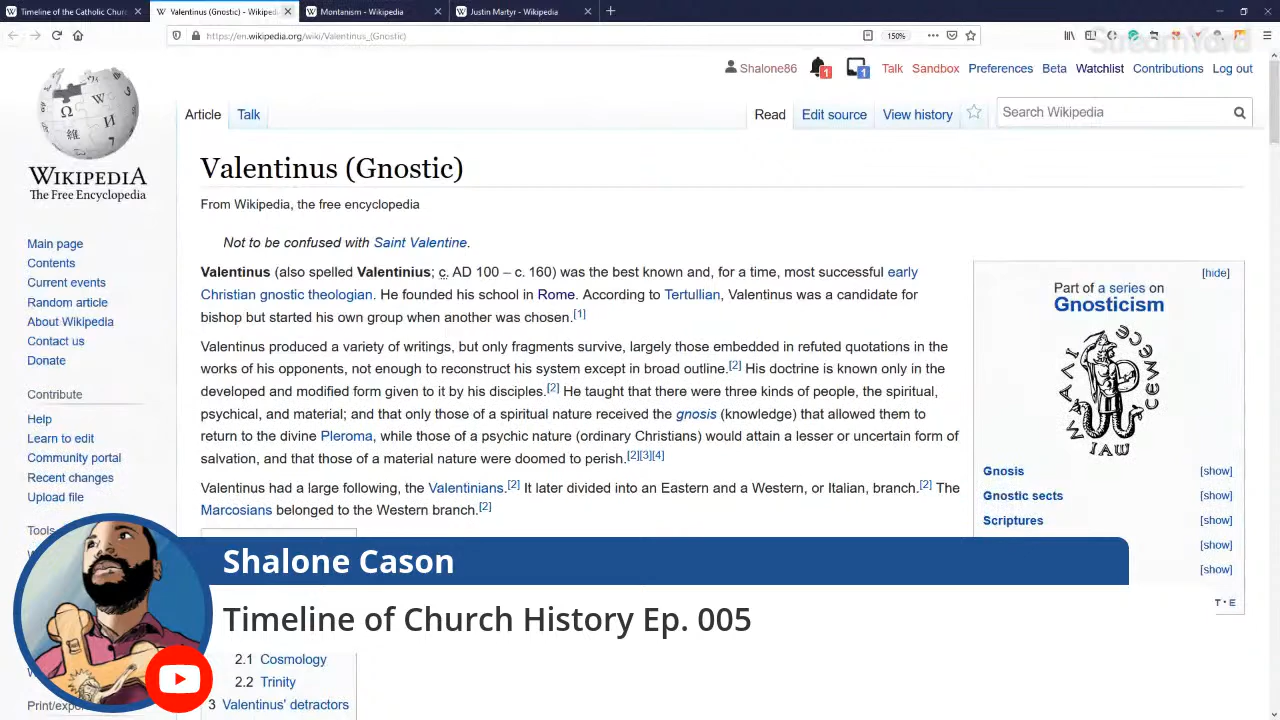 Timeline of the Catholic Churc
Valentinus (Gnostic) - Wikipedi
Montanism - Wikipedia
Justin Martyr - Wikipedia
StreamYard
https://en.wikipedia.org/wiki/Valentinus_(Gnostic)
150%
Shalone86
1
1
Talk
Sandbox
Preferences
Beta
Watchlist
Contributions
Log out
Article
Talk
Read
Edit source
View history
Search Wikipedia
WIKIPEDIA
The Free Encyclopedia
Main page
Contents
Current events
Random article
About Wikipedia
Contact us
Donate
Contribute
Help
Learn to edit
Community portal
Recent changes
Upload file
Tools
Valentinus (Gnostic)
From Wikipedia, the free encyclopedia
Not to be confused with Saint Valentine.
Valentinus (also spelled Valentinius; c. AD 100 – c. 160) was the best known and, for a time, most successful early
Christian gnostic theologian. He founded his school in Rome. According to Tertullian, Valentinus was a candidate for
bishop but started his own group when another was chosen.[1]
Valentinus produced a variety of writings, but only fragments survive, largely those embedded in refuted quotations in the
works of his opponents, not enough to reconstruct his system except in broad outline.[2] His doctrine is known only in the
developed and modified form given to it by his disciples.[2] He taught that there were three kinds of people, the spiritual,
psychical, and material; and that only those of a spiritual nature received the gnosis (knowledge) that allowed them to
return to the divine Pleroma, while those of a psychic nature (ordinary Christians) would attain a lesser or uncertain form of
salvation, and that those of a material nature were doomed to perish.[2][3][4]
Valentinus had a large following, the Valentinians.[2] It later divided into an Eastern and a Western, or Italian, branch.[2] The
Marcosians belonged to the Western branch.[2]
[hide]
Part of a series on
Gnosticism
Gnosis [show]
Gnostic sects [show]
Scriptures [show]
[show]
[show]
T • E
Shalone Cason
Timeline of Church History Ep. 005
2.1 Cosmology
2.2 Trinity
3 Valentinus' detractors
Print/expo